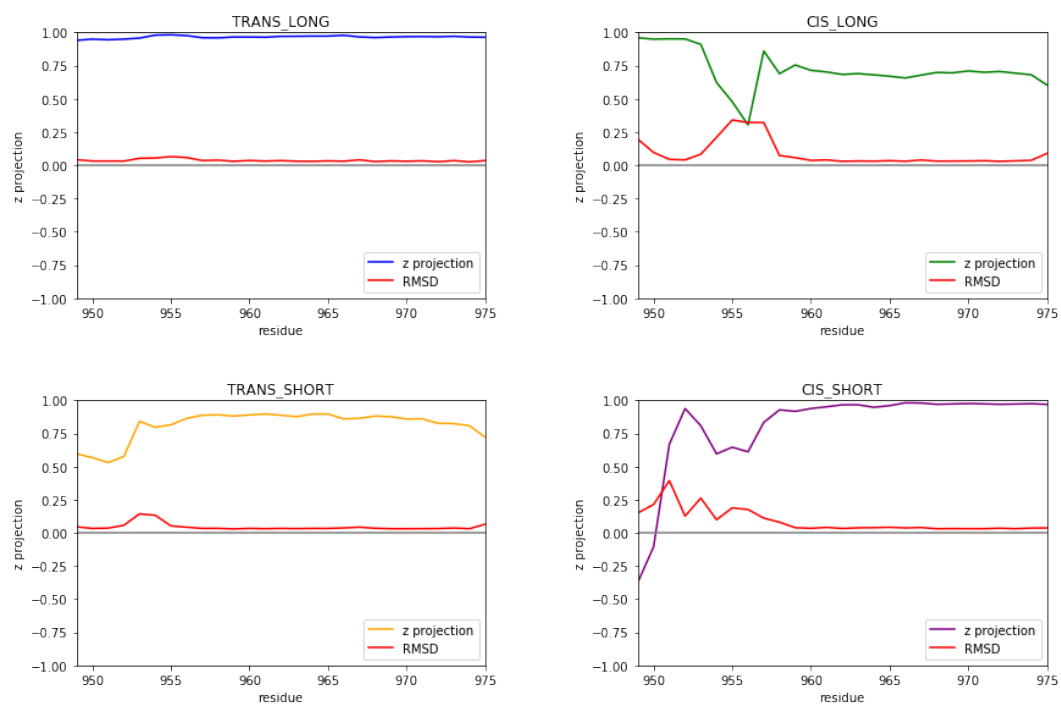 TRANS_LONG
1.00
0.75
0.50
0.25
0.00
−0.25
−0.50
−0.75
−1.00
z projection
z projection
RMSD
950 955 960 965 970 975
residue
CIS_LONG
1.00
0.75
0.50
0.25
0.00
−0.25
−0.50
−0.75
−1.00
z projection
z projection
RMSD
950 955 960 965 970 975
residue
TRANS_SHORT
1.00
0.75
0.50
0.25
0.00
−0.25
−0.50
−0.75
−1.00
z projection
z projection
RMSD
950 955 960 965 970 975
residue
CIS_SHORT
1.00
0.75
0.50
0.25
0.00
−0.25
−0.50
−0.75
−1.00
z projection
z projection
RMSD
950 955 960 965 970 975
residue